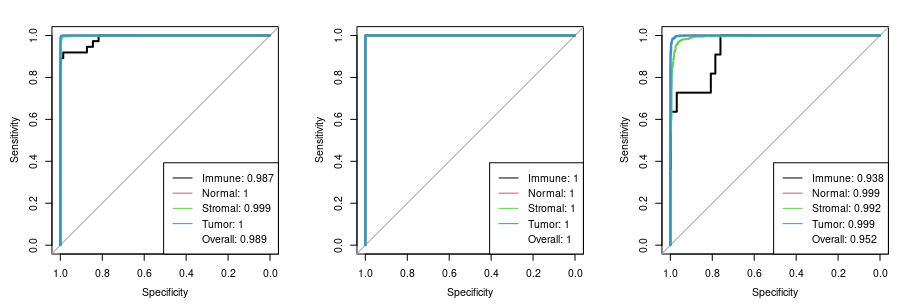 1.0
0.8
0.6
0.4
0.2
0.0
Sensitivity
Immune: 0.987
Normal: 1
Stromal: 0.999
Tumor: 1
Overall: 0.989
1.0 0.8 0.6 0.4 0.2 0.0
Specificity
1.0
0.8
0.6
0.4
0.2
0.0
Sensitivity
Immune: 1
Normal: 1
Stromal: 1
Tumor: 1
Overall: 1
1.0 0.8 0.6 0.4 0.2 0.0
Specificity
1.0
0.8
0.6
0.4
0.2
0.0
Sensitivity
Immune: 0.938
Normal: 0.999
Stromal: 0.992
Tumor: 0.999
Overall: 0.952
1.0 0.8 0.6 0.4 0.2 0.0
Specificity